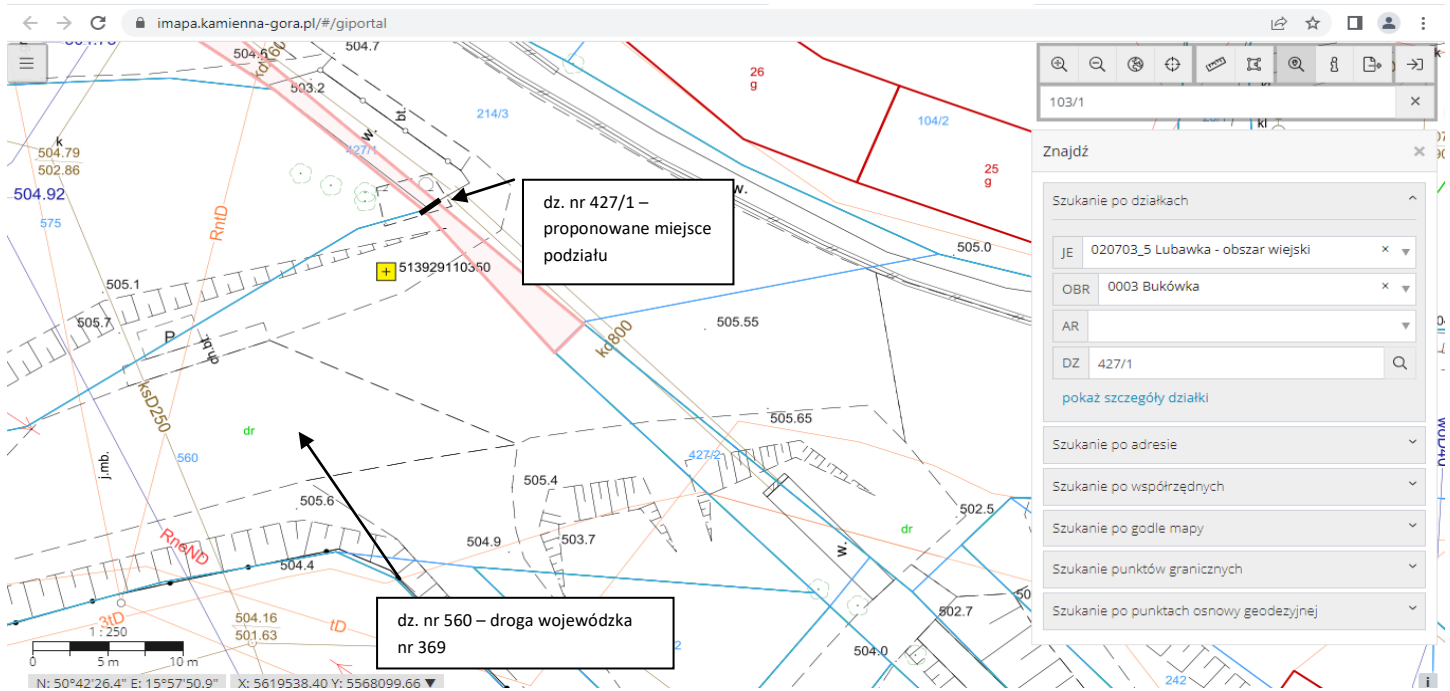 imapa.kamienna-gora.pl/#/giportal
504.7
504.5
503.2
bt.
w.
427/1
214/3
26
g
104/2
25
g
k
504.79
502.86
504.92
575
RntD
w.
dz. nr 427/1 –
proponowane miejsce
podziału
505.0
513929110350
505.1
505.7
P
ch.bt.
505.55
kd800
ksD250
dr
560
j.mb.
505.65
427/2
505.4
505.6
504.9
503.7
502.5
dr
w.
RneND
504.4
3tD
504.16
501.63
tD
dz. nr 560 – droga wojewódzka
nr 369
502.7
504.0
242
1 : 250
0
5 m
10 m
N: 50°42'26.4" E: 15°57'50.9"
X: 5619538.40 Y: 5568099.66 ▼
103/1
kl
Znajdź
Szukanie po działkach
JE 020703_5 Lubawka - obszar wiejski
OBR 0003 Bukówka
AR
DZ 427/1
pokaż szczegóły działki
Szukanie po adresie
Szukanie po współrzędnych
Szukanie po godle mapy
Szukanie punktów granicznych
Szukanie po punktach osnowy geodezyjnej
woD40